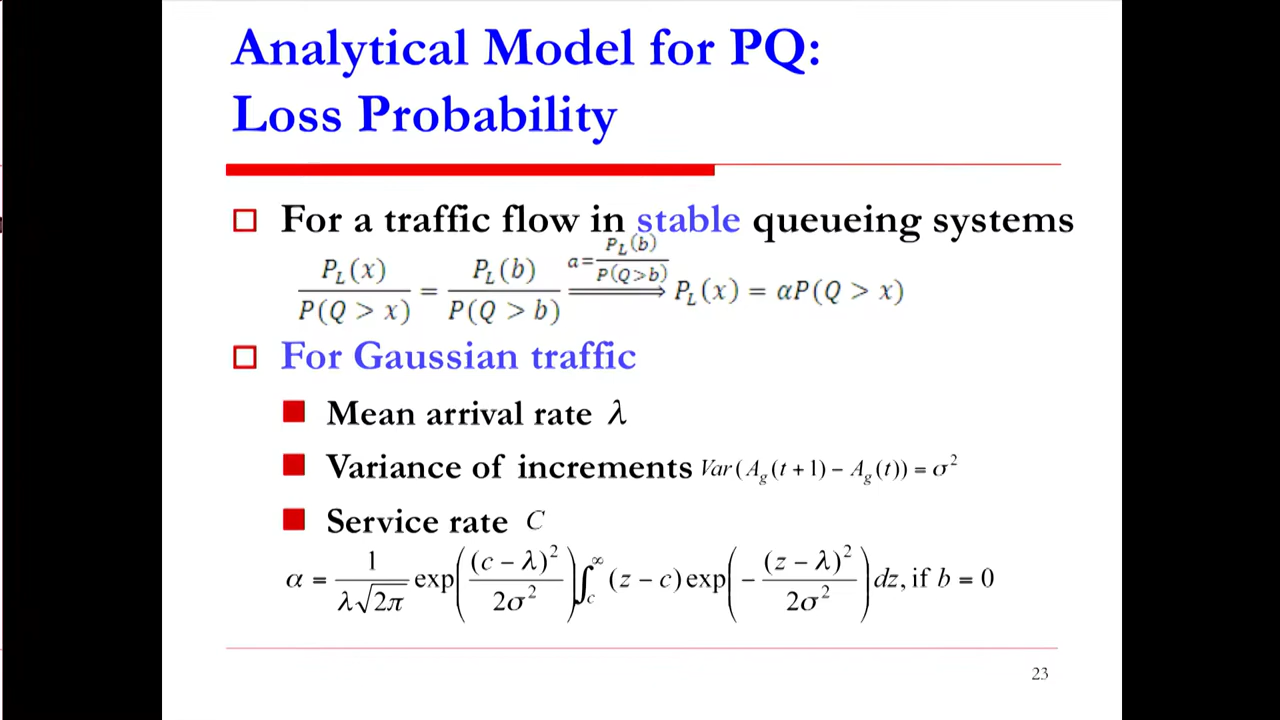 Analytical Model for PQ:
Loss Probability
For a traffic flow in stable queueing systems
P_L(x) / P(Q > x) = P_L(b) / P(Q > b) ⟹ (a = P_L(b) / P(Q>b)) P_L(x) = αP(Q > x)
For Gaussian traffic
Mean arrival rate λ
Variance of increments Var(A_g(t + 1) − A_g(t)) = σ²
Service rate C
α = 1 / (λ√2π) exp((c − λ)² / 2σ²) ∫_c^∞ (z − c) exp(− (z − λ)² / 2σ²) dz, if b = 0
23